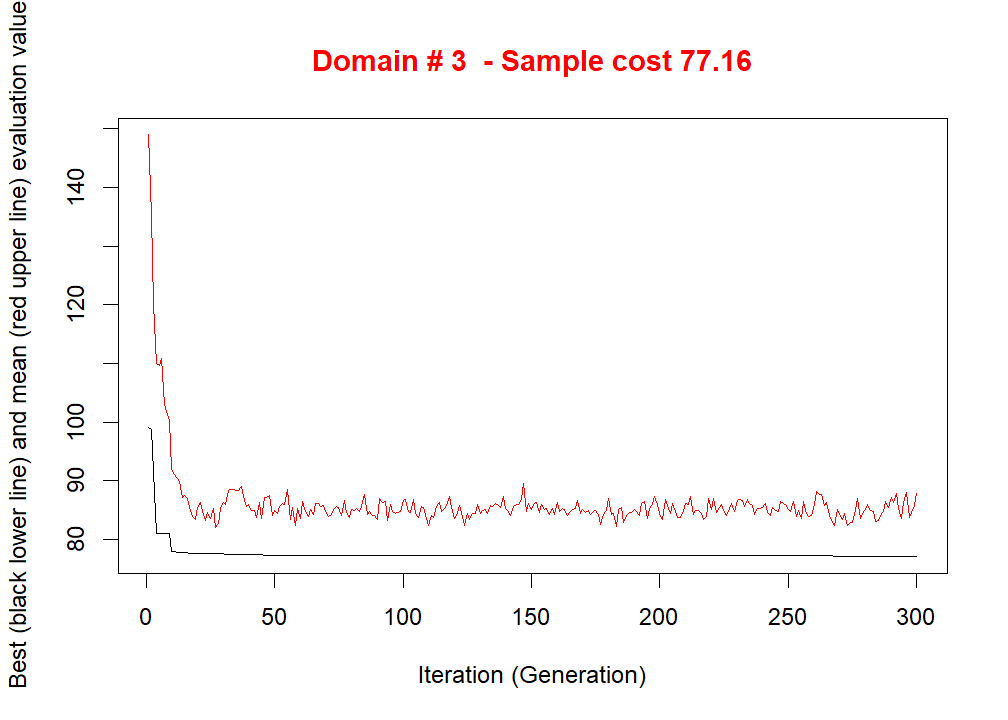 Domain # 3  - Sample cost 77.16
Best (black lower line) and mean (red upper line) evaluation value
140
120
100
90
80
0 50 100 150 200 250 300
Iteration (Generation)